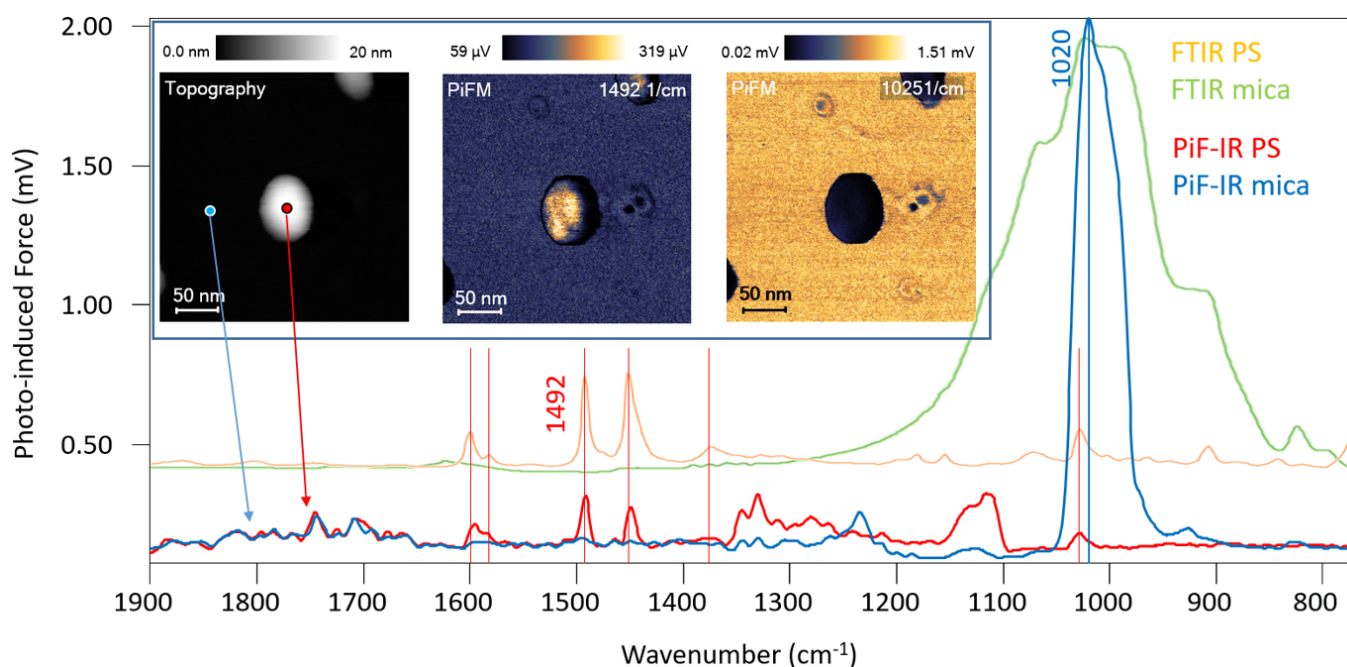 2.00
1.50
1.00
0.50
Photo-induced Force (mV)
0.0 nm 20 nm
Topography
50 nm
59 µV 319 µV
PiFM 1492 1/cm
50 nm
0.02 mV 1.51 mV
PiFM 10251/cm
50 nm
1020
FTIR PS
FTIR mica
PiF-IR PS
PiF-IR mica
1492
1900 1800 1700 1600 1500 1400 1300 1200 1100 1000 900 800
Wavenumber (cm⁻¹)